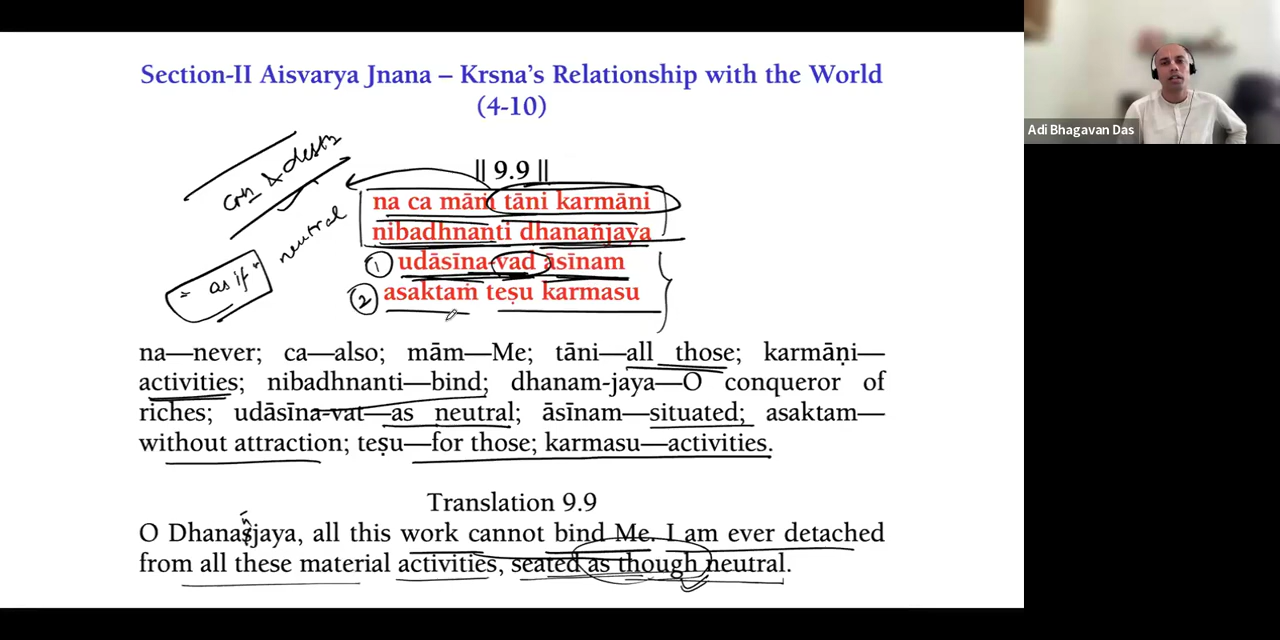 Section-II Aisvarya Jnana – Krsna's Relationship with the World
(4-10)
|| 9.9 ||
na ca māṁ tāni karmāni
nibadhnanti dhanañjaya
① udāsīna-vad āsīnam
② asaktaṁ teṣu karmasu
neutral
"as if"
na—never; ca—also; mām—Me; tāni—all those; karmāṇi—
activities; nibadhnanti—bind; dhanam-jaya—O conqueror of
riches; udāsīna-vat—as neutral; āsīnam—situated; asaktam—
without attraction; teṣu—for those; karmasu—activities.
Translation 9.9
O Dhanañjaya, all this work cannot bind Me. I am ever detached
from all these material activities, seated as though neutral.
Adi Bhagavan Das